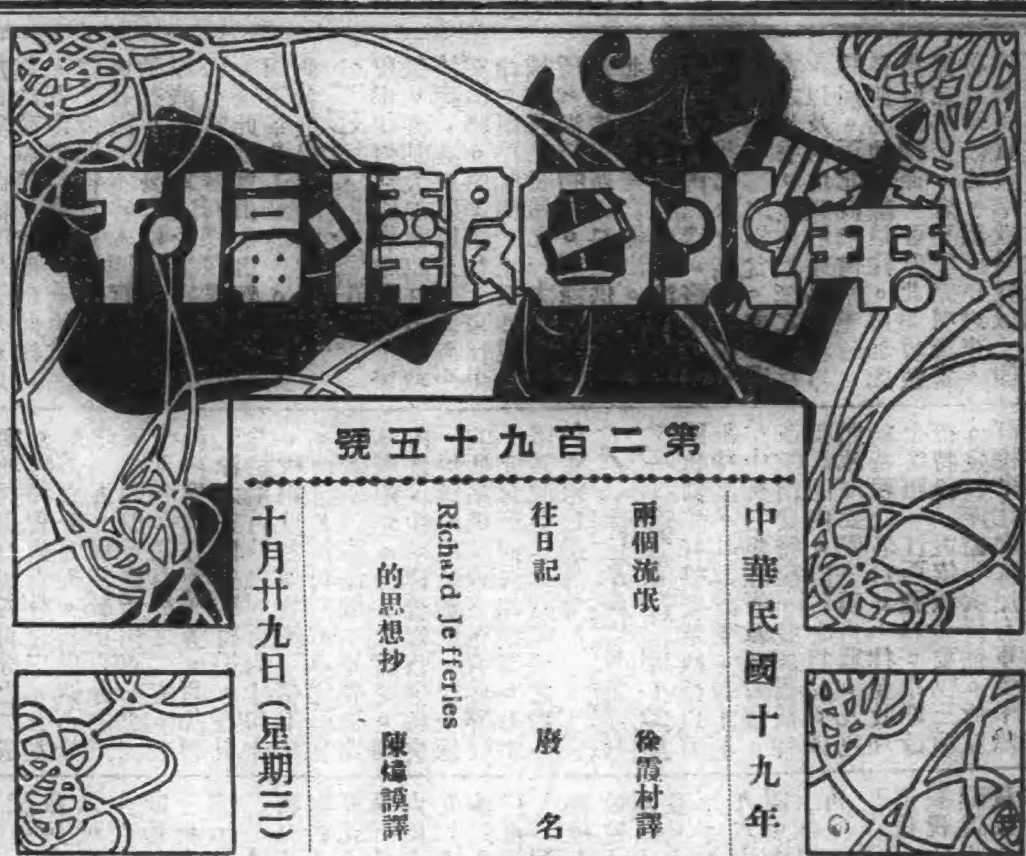 華北日報副刊
第二百九十五號
中華民國十九年
兩個流氓 徐霞村譯
往日記 廢名
Richard Jefferies
的思想抄 陳煒謨譯
十月廿九日(星期三)